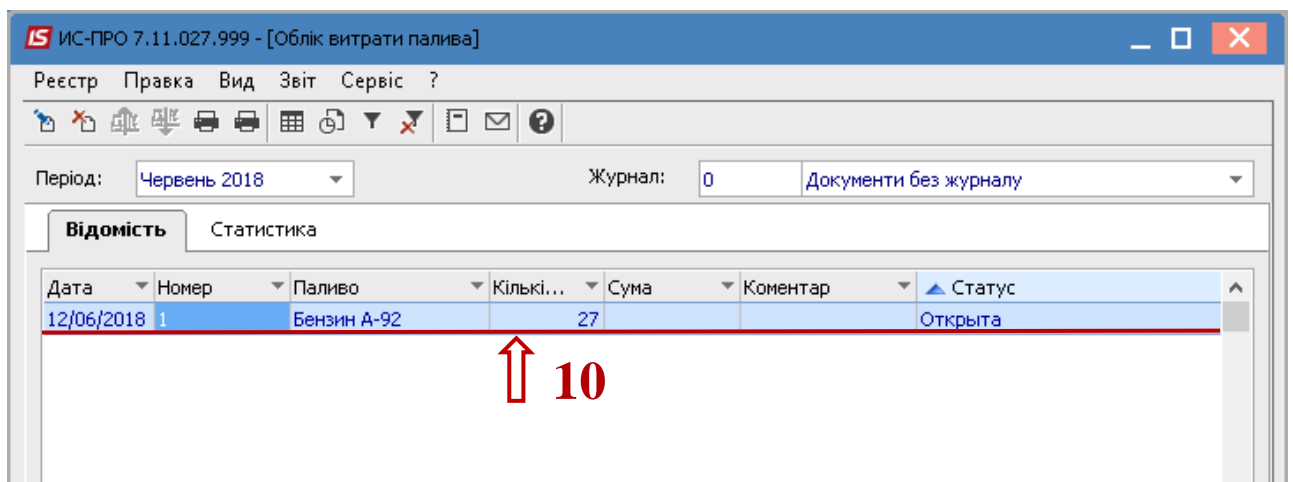 ИС-ПРО 7.11.027.999 - [Облік витрати палива]
Реєстр Правка Вид Звіт Сервіс ?
Період: Червень 2018 Журнал: 0 Документи без журналу
Відомість Статистика
Дата Номер Паливо Кількі... Сума Коментар Статус
12/06/2018 1 Бензин А-92 27 Открыта
10